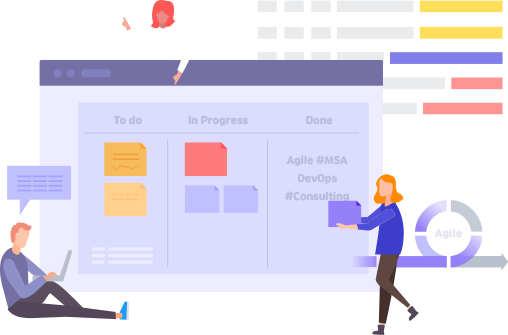 To do
In Progress
Done
Agile #MSA
DevOps
#Consulting
Agile